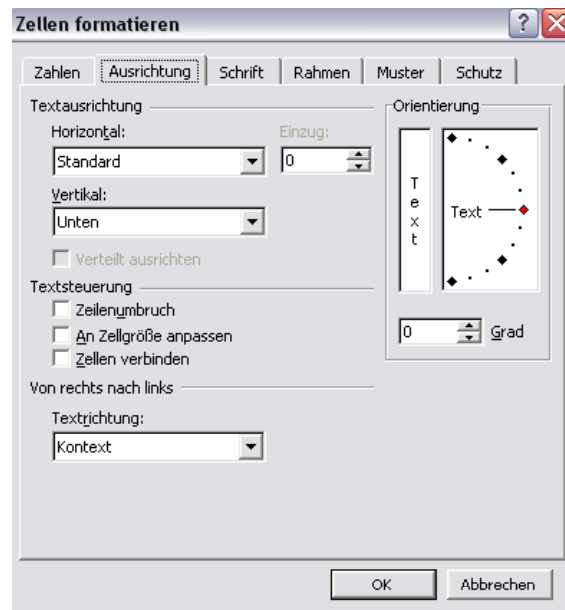 Zellen formatieren
Zahlen Ausrichtung Schrift Rahmen Muster Schutz
Textausrichtung
Horizontal:
Einzug:
Standard
0
Vertikal:
Unten
Verteilt ausrichten
Textsteuerung
Zeilenumbruch
An Zellgröße anpassen
Zellen verbinden
Von rechts nach links
Textrichtung:
Kontext
Orientierung
Text
Text
0 Grad
OK Abbrechen